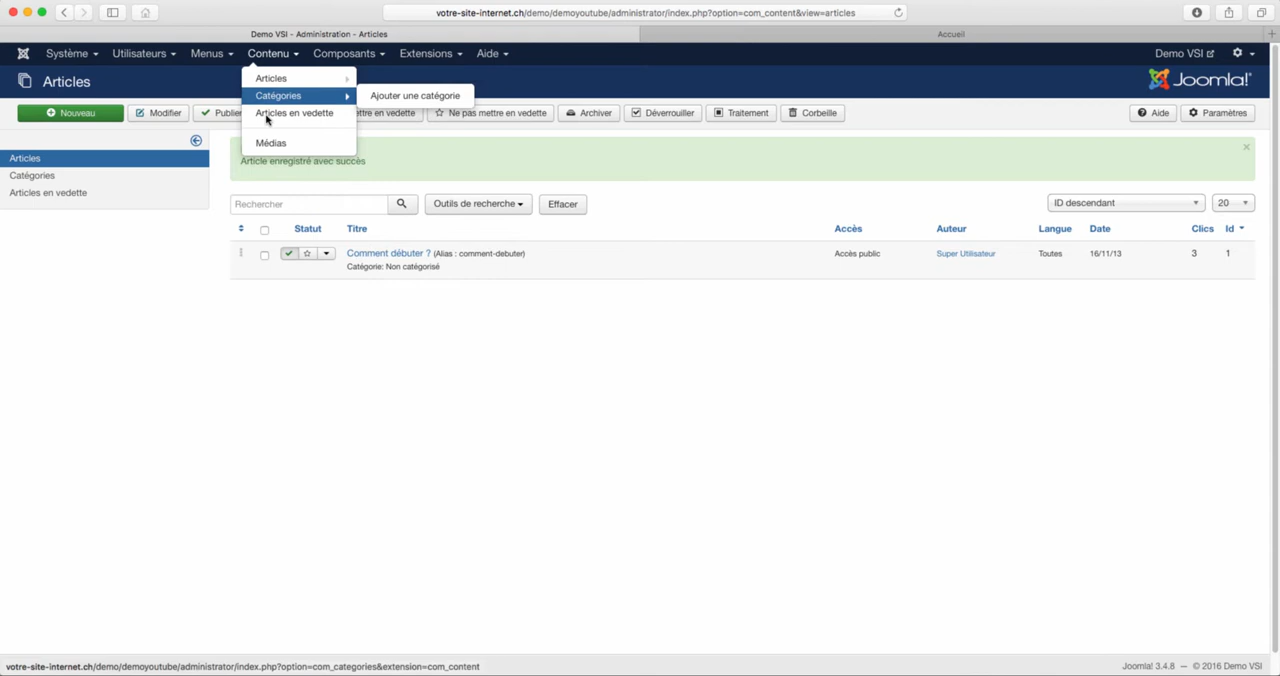 votre-site-internet.ch/demo/demoyoutube/administrator/index.php?option=com_content&view=articles
Demo VSI - Administration - Articles
Accueil
Système Utilisateurs Menus Contenu Composants Extensions Aide Demo VSI
Articles
Joomla!
Articles
Catégories
Ajouter une catégorie
Articles en vedette
Médias
Nouveau Modifier Publier ettre en vedette Ne pas mettre en vedette Archiver Déverrouiller Traitement Corbeille Aide Paramètres
Articles
Catégories
Articles en vedette
Article enregistré avec succès
Rechercher Outils de recherche Effacer ID descendant 20
Statut Titre Accès Auteur Langue Date Clics Id
Comment débuter ? (Alias : comment-debuter) Accès public Super Utilisateur Toutes 16/11/13 3 1
Catégorie: Non catégorisé
votre-site-internet.ch/demo/demoyoutube/administrator/index.php?option=com_categories&extension=com_content
Joomla! 3.4.8 — © 2016 Demo VSI